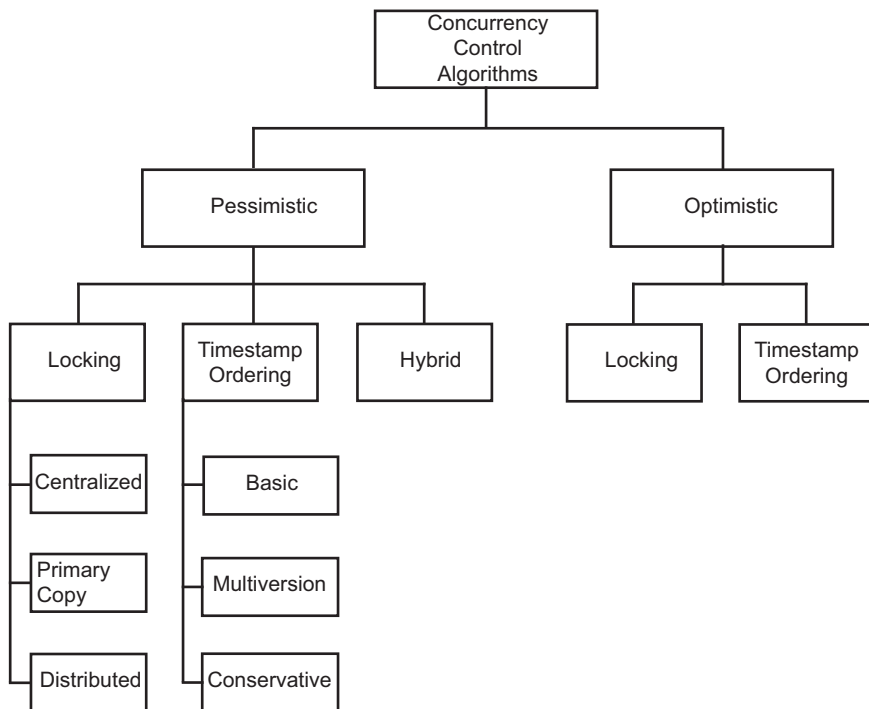 Concurrency
Control
Algorithms
Pessimistic
Optimistic
Locking
Timestamp
Ordering
Hybrid
Locking
Timestamp
Ordering
Centralized
Basic
Primary
Copy
Multiversion
Distributed
Conservative